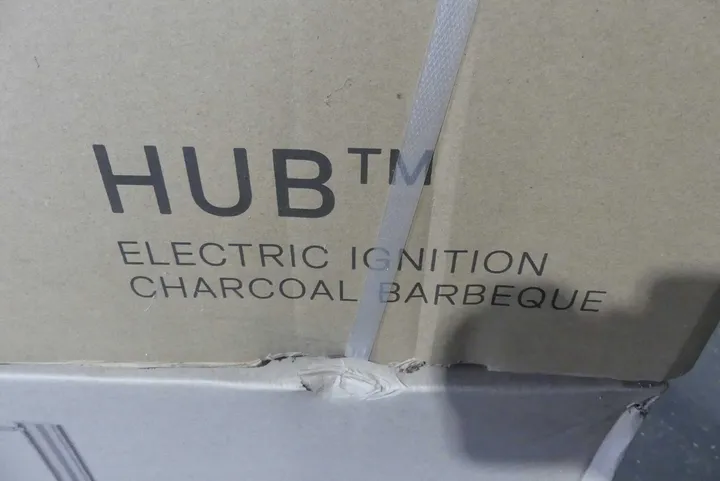 HUB™
ELECTRIC IGNITION
CHARCOAL BARBEQUE